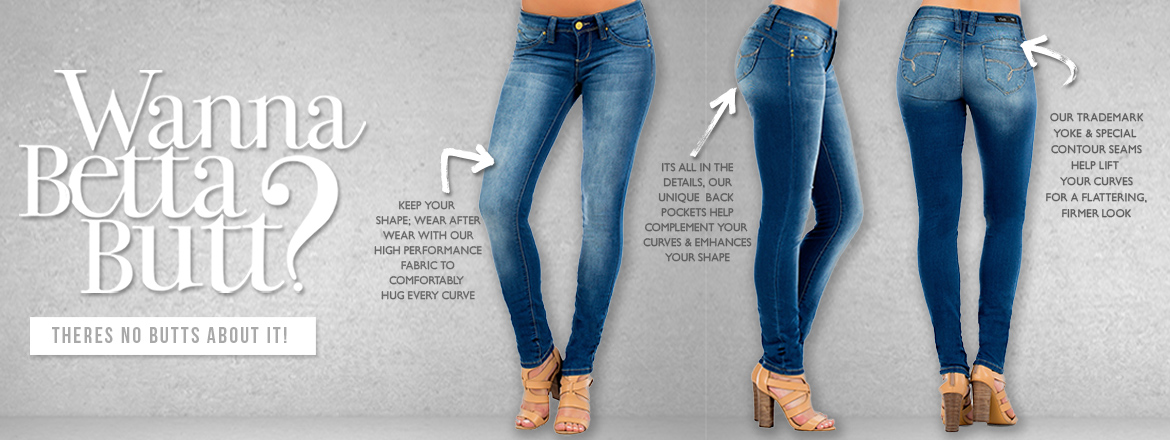 Wanna
Betta
Butt?
THERES NO BUTTS ABOUT IT!
KEEP YOUR
SHAPE; WEAR AFTER
WEAR WITH OUR
HIGH PERFORMANCE
FABRIC TO
COMFORTABLY
HUG EVERY CURVE
ITS ALL IN THE
DETAILS, OUR
UNIQUE BACK
POCKETS HELP
COMPLEMENT YOUR
CURVES & EMHANCES
YOUR SHAPE
OUR TRADEMARK
YOKE & SPECIAL
CONTOUR SEAMS
HELP LIFT
YOUR CURVES
FOR A FLATTERING,
FIRMER LOOK